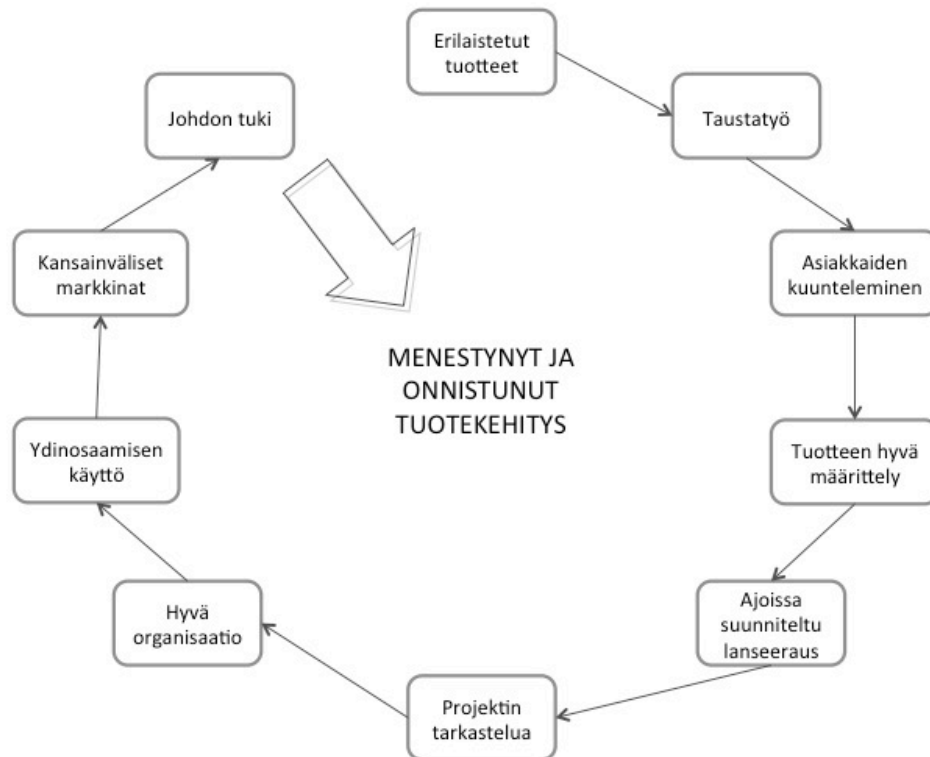 Erilaistetut
tuotteet
Taustatyö
Asiakkaiden
kuunteleminen
Tuotteen hyvä
määrittely
Ajoissa
suunniteltu
lanseeraus
Projektin
tarkastelua
Hyvä
organisaatio
Ydinosaamisen
käyttö
Kansainväliset
markkinat
Johdon tuki
MENESTYNYT JA
ONNISTUNUT
TUOTEKEHITYS